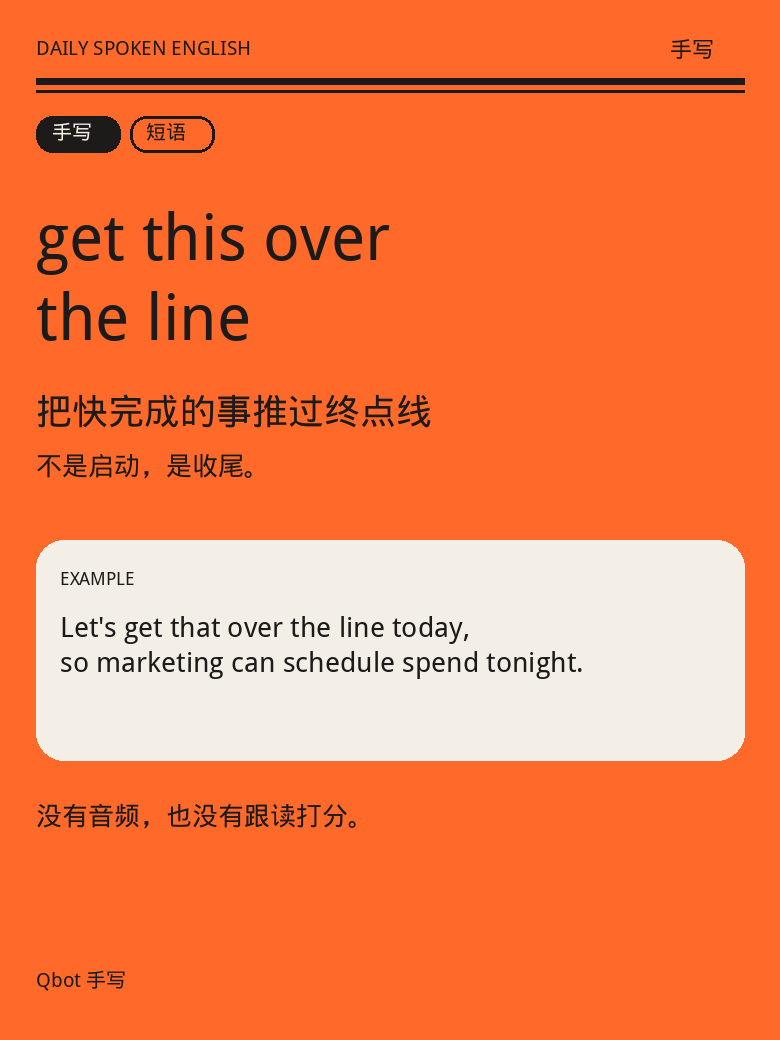 DAILY SPOKEN ENGLISH 手写
手写 短语
get this over
the line
把快完成的事推过终点线
不是启动，是收尾。
EXAMPLE
Let's get that over the line today,
so marketing can schedule spend tonight.
没有音频，也没有跟读打分。
Qbot 手写